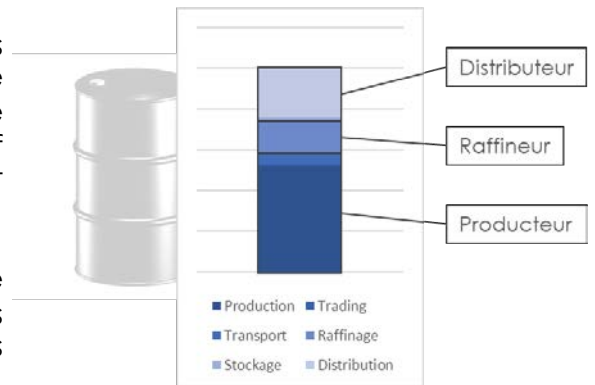 Distributeur
Raffineur
Producteur
Production Trading
Transport Raffinage
Stockage Distribution